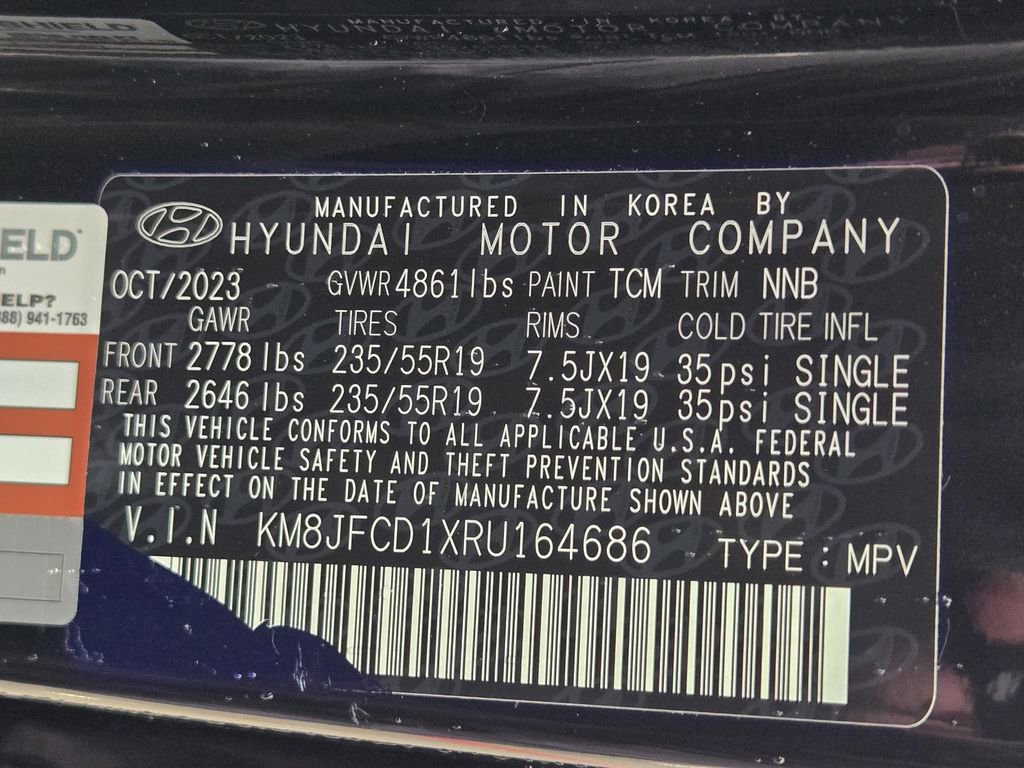 MANUFACTURED IN KOREA BY
HYUNDAI MOTOR COMPANY
OCT/2023 GVWR 4861lbs PAINT TCM TRIM NNB
GAWR TIRES RIMS COLD TIRE INFL
FRONT 2778 lbs 235/55R19 7.5JX19 35psi SINGLE
REAR 2646 lbs 235/55R19 7.5JX19 35psi SINGLE
THIS VEHICLE CONFORMS TO ALL APPLICABLE U.S.A. FEDERAL
MOTOR VEHICLE SAFETY AND THEFT PREVENTION STANDARDS
IN EFFECT ON THE DATE OF MANUFACTURE SHOWN ABOVE
V.I.N KM8JFCD1XRU164686 TYPE : MPV
ELD
ELP?
88) 941-1763